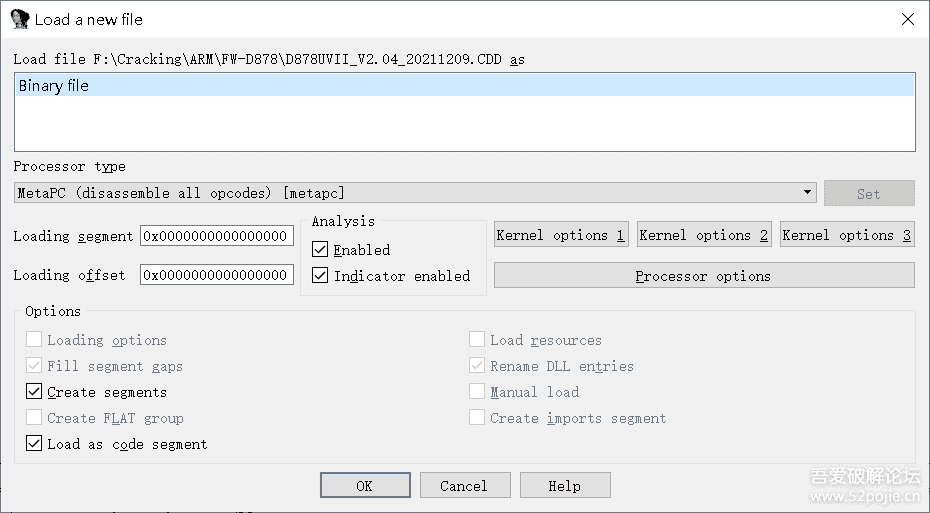 Load a new file
Load file F:\Cracking\ARM\FW-D878\D878UVII_V2.04_20211209.CDD as
Binary file
Processor type
MetaPC (disassemble all opcodes) [metapc]
Set
Analysis
Loading segment 0x0000000000000000
Enabled
Kernel options 1
Kernel options 2
Kernel options 3
Loading offset 0x0000000000000000
Indicator enabled
Processor options
Options
Loading options
Load resources
Fill segment gaps
Rename DLL entries
Create segments
Manual load
Create FLAT group
Create imports segment
Load as code segment
OK
Cancel
Help
吾爱破解论坛
www.52pojie.cn